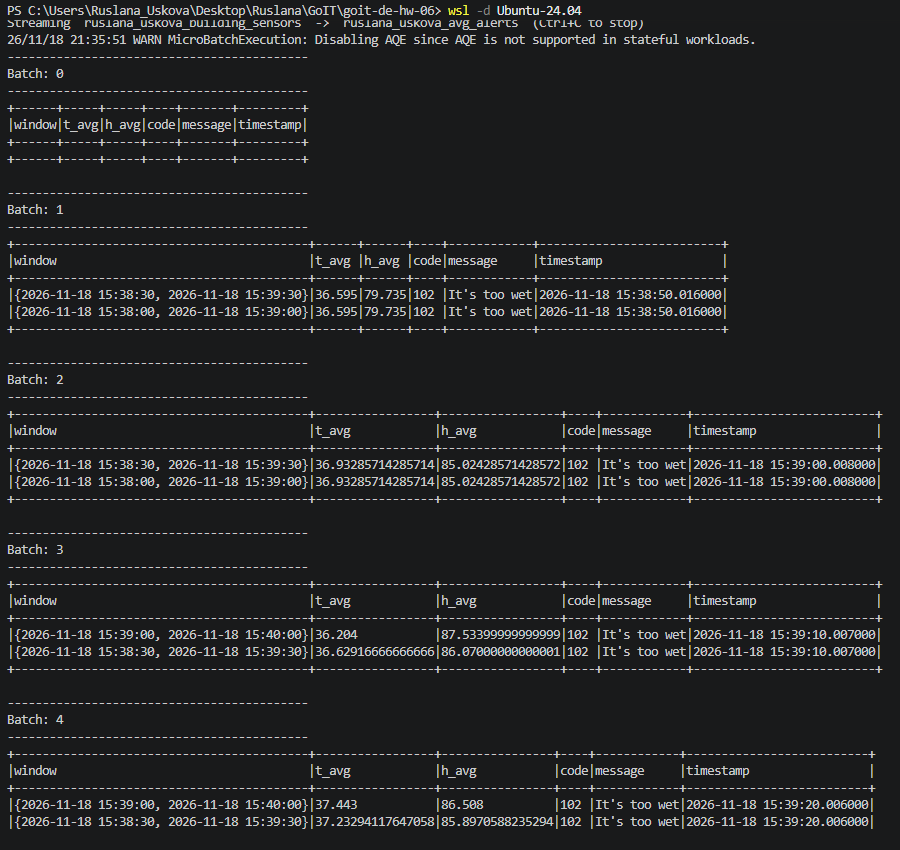 PS C:\Users\Ruslana_Uskova\Desktop\Ruslana\GoIT\goit-de-hw-06> wsl -d Ubuntu-24.04
Streaming 'ruslana_uskova_building_sensors' -> 'ruslana_uskova_avg_alerts' (Ctrl+C to stop)
26/11/18 21:35:51 WARN MicroBatchExecution: Disabling AQE since AQE is not supported in stateful workloads.
-------------------------------------------
Batch: 0
-------------------------------------------
+------+-----+-----+----+-------+---------+
|window|t_avg|h_avg|code|message|timestamp|
+------+-----+-----+----+-------+---------+
+------+-----+-----+----+-------+---------+
-------------------------------------------
Batch: 1
-------------------------------------------
+------------------------------------------+------+------+----+------------+--------------------------+
|window                                    |t_avg |h_avg |code|message     |timestamp                 |
+------------------------------------------+------+------+----+------------+--------------------------+
|{2026-11-18 15:38:30, 2026-11-18 15:39:30}|36.595|79.735|102 |It's too wet|2026-11-18 15:38:50.016000|
|{2026-11-18 15:38:00, 2026-11-18 15:39:00}|36.595|79.735|102 |It's too wet|2026-11-18 15:38:50.016000|
+------------------------------------------+------+------+----+------------+--------------------------+
-------------------------------------------
Batch: 2
-------------------------------------------
+------------------------------------------+-----------------+-----------------+----+------------+--------------------------+
|window                                    |t_avg            |h_avg            |code|message     |timestamp                 |
+------------------------------------------+-----------------+-----------------+----+------------+--------------------------+
|{2026-11-18 15:38:30, 2026-11-18 15:39:30}|36.93285714285714|85.02428571428572|102 |It's too wet|2026-11-18 15:39:00.008000|
|{2026-11-18 15:38:00, 2026-11-18 15:39:00}|36.93285714285714|85.02428571428572|102 |It's too wet|2026-11-18 15:39:00.008000|
+------------------------------------------+-----------------+-----------------+----+------------+--------------------------+
-------------------------------------------
Batch: 3
-------------------------------------------
+------------------------------------------+-----------------+-----------------+----+------------+--------------------------+
|window                                    |t_avg            |h_avg            |code|message     |timestamp                 |
+------------------------------------------+-----------------+-----------------+----+------------+--------------------------+
|{2026-11-18 15:39:00, 2026-11-18 15:40:00}|36.204           |87.53399999999999|102 |It's too wet|2026-11-18 15:39:10.007000|
|{2026-11-18 15:38:30, 2026-11-18 15:39:30}|36.62916666666666|86.07000000000001|102 |It's too wet|2026-11-18 15:39:10.007000|
+------------------------------------------+-----------------+-----------------+----+------------+--------------------------+
-------------------------------------------
Batch: 4
-------------------------------------------
+------------------------------------------+-----------------+----------------+----+------------+--------------------------+
|window                                    |t_avg            |h_avg           |code|message     |timestamp                 |
+------------------------------------------+-----------------+----------------+----+------------+--------------------------+
|{2026-11-18 15:39:00, 2026-11-18 15:40:00}|37.443           |86.508          |102 |It's too wet|2026-11-18 15:39:20.006000|
|{2026-11-18 15:38:30, 2026-11-18 15:39:30}|37.23294117647058|85.8970588235294|102 |It's too wet|2026-11-18 15:39:20.006000|